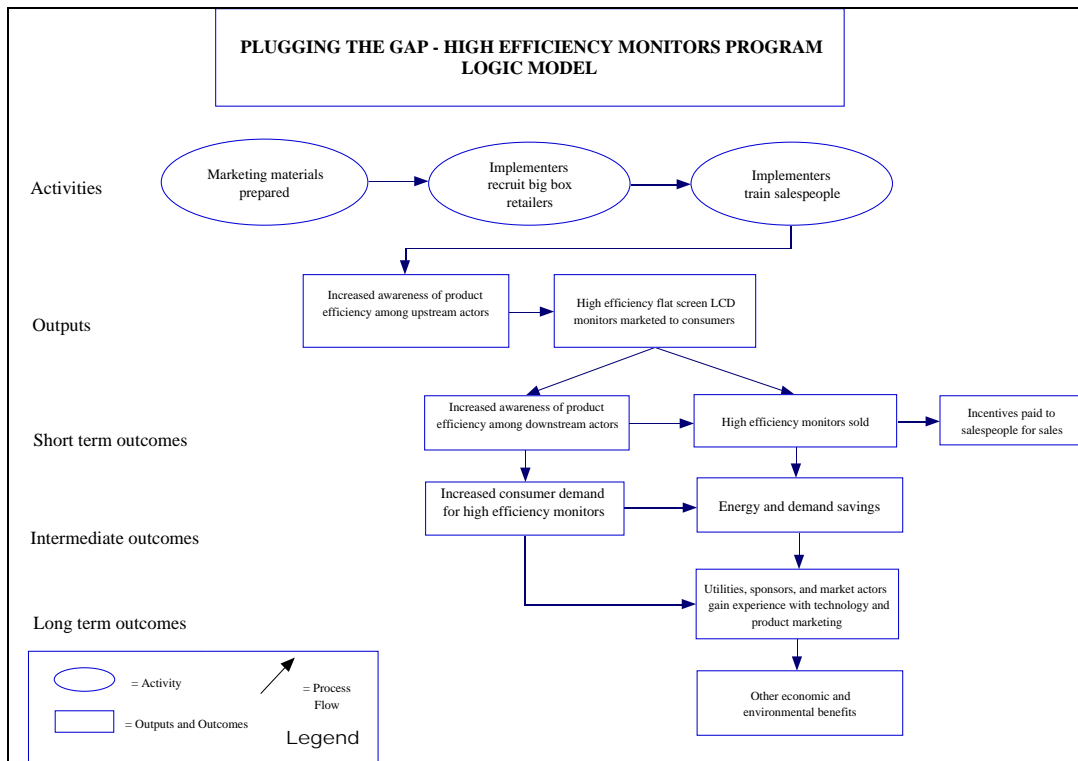 PLUGGING THE GAP - HIGH EFFICIENCY MONITORS PROGRAM
LOGIC MODEL
Activities
Marketing materials
prepared
Implementers
recruit big box
retailers
Implementers
train salespeople
Outputs
Increased awareness of product
efficiency among upstream actors
High efficiency flat screen LCD
monitors marketed to consumers
Short term outcomes
Increased awareness of product
efficiency among downstream actors
High efficiency monitors sold
Incentives paid to
salespeople for sales
Intermediate outcomes
Increased consumer demand
for high efficiency monitors
Energy and demand savings
Long term outcomes
Utilities, sponsors, and market actors
gain experience with technology and
product marketing
Other economic and
environmental benefits
= Activity
= Process
Flow
= Outputs and Outcomes
Legend